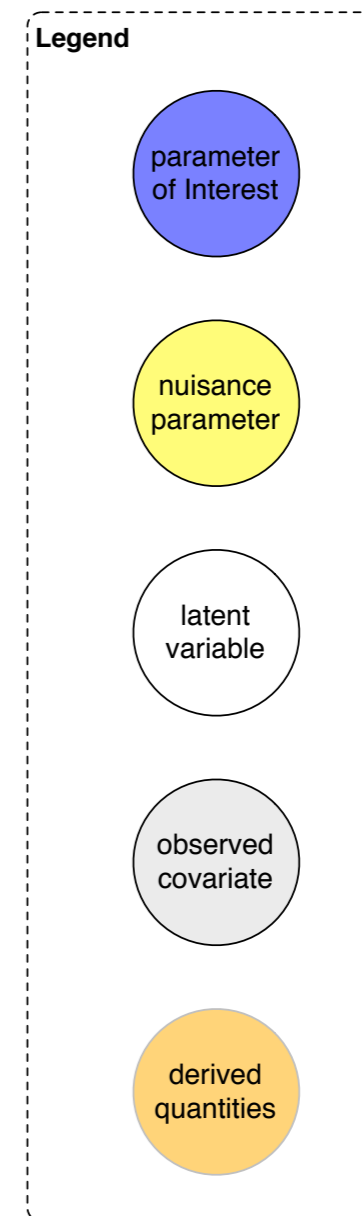 Legend
parameter
of Interest
nuisance
parameter
latent
variable
observed
covariate
derived
quantities